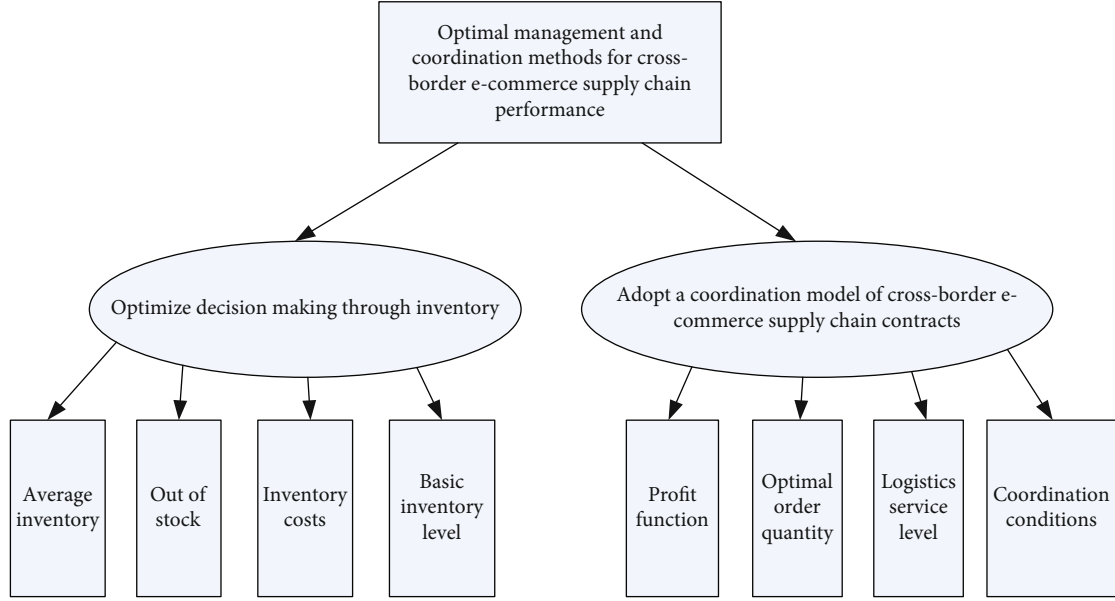 Optimal management and
coordination methods for cross-
border e-commerce supply chain
performance
Optimize decision making through inventory
Adopt a coordination model of cross-border e-
commerce supply chain contracts
Average
inventory
Out of
stock
Inventory
costs
Basic
inventory
level
Profit
function
Optimal
order
quantity
Logistics
service
level
Coordination
conditions